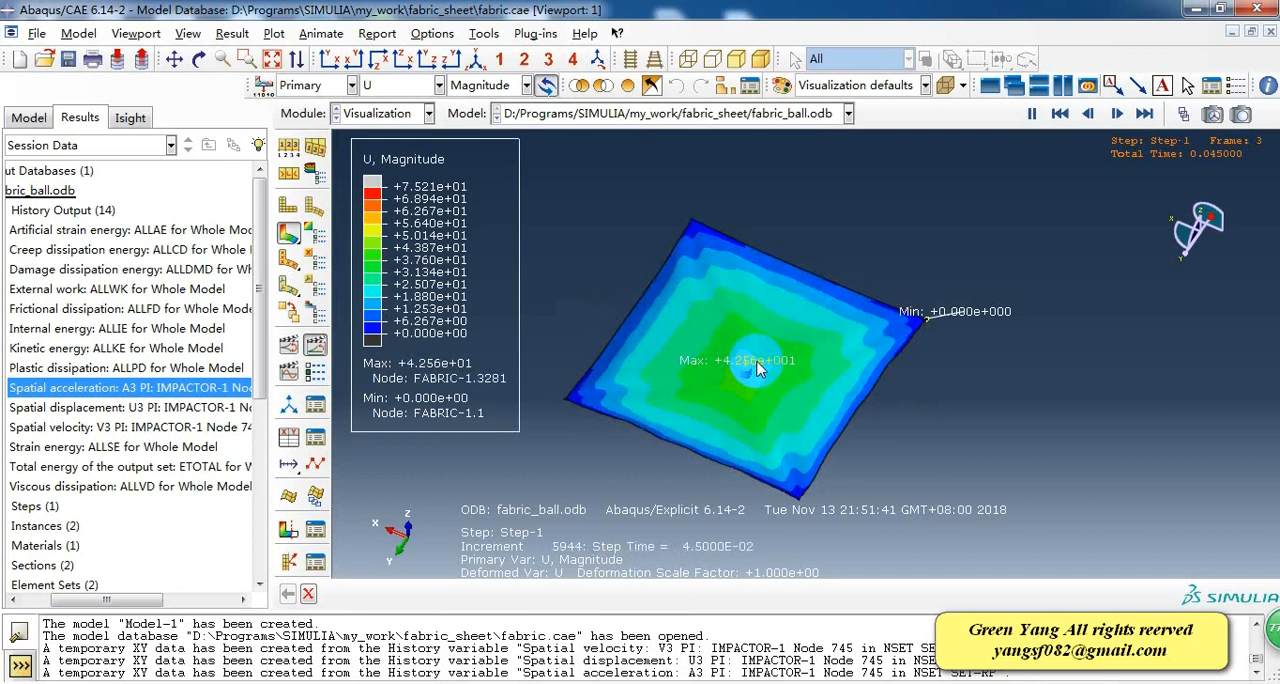 Abaqus/CAE 6.14-2 - Model Database: D:\Programs\SIMULIA\my_work\fabric_sheet\fabric.cae [Viewport: 1]
File Model Viewport View Result Plot Animate Report Options Tools Plug-ins Help
1 2 3 4 All
Primary U Magnitude Visualization defaults
Model Results Isight Module: Visualization Model: D:/Programs/SIMULIA/my_work/fabric_sheet/fabric_ball.odb
Session Data
ut Databases (1)
bric_ball.odb
History Output (14)
Artificial strain energy: ALLAE for Whole Mod
Creep dissipation energy: ALLCD for Whole
Damage dissipation energy: ALLDMD for Wh
External work: ALLWK for Whole Model
Frictional dissipation energy: ALLFD for Whol
Internal energy: ALLIE for Whole Model
Kinetic energy: ALLKE for Whole Model
Plastic dissipation energy: ALLPD for Whole M
Spatial acceleration: A3 PI: IMPACTOR-1 Nod
Spatial displacement: U3 PI: IMPACTOR-1 N
Spatial velocity: V3 PI: IMPACTOR-1 Node 74
Strain energy: ALLSE for Whole Model
Total energy of the output set: ETOTAL for W
Viscous dissipation energy: ALLVD for Whole
Steps (1)
Instances (2)
Materials (1)
Sections (2)
Element Sets (2)
U, Magnitude
+7.521e+01
+6.894e+01
+6.267e+01
+5.640e+01
+5.014e+01
+4.387e+01
+3.760e+01
+3.134e+01
+2.507e+01
+1.880e+01
+1.253e+01
+6.267e+00
+0.000e+00
Max: +4.256e+01
Node: FABRIC-1.3281
Min: +0.000e+00
Node: FABRIC-1.1
Step: Step-1 Frame: 3
Total Time: 0.045000
X
Z
Y
Min: +0.000e+000
Max: +4.256e+001
Z
X
Y
ODB: fabric_ball.odb Abaqus/Explicit 6.14-2 Tue Nov 13 21:51:41 GMT+08:00 2018
Step: Step-1
Increment 5944: Step Time = 4.5000E-02
Primary Var: U, Magnitude
Deformed Var: U Deformation Scale Factor: +1.000e+00
SIMULIA
The model "Model-1" has been created.
The model database "D:\Programs\SIMULIA\my_work\fabric_sheet\fabric.cae" has been opened.
A temporary XY data has been created from the History variable "Spatial velocity: V3 PI: IMPACTOR-1 Node 745 in NSET SE
A temporary XY data has been created from the History variable "Spatial displacement: U3 PI: IMPACTOR-1 Node 745 in NSE
A temporary XY data has been created from the History variable "Spatial acceleration: A3 PI: IMPACTOR-1 Node 745 in NSET SET-RP"
Green Yang All rights reerved
yangsf082@gmail.com